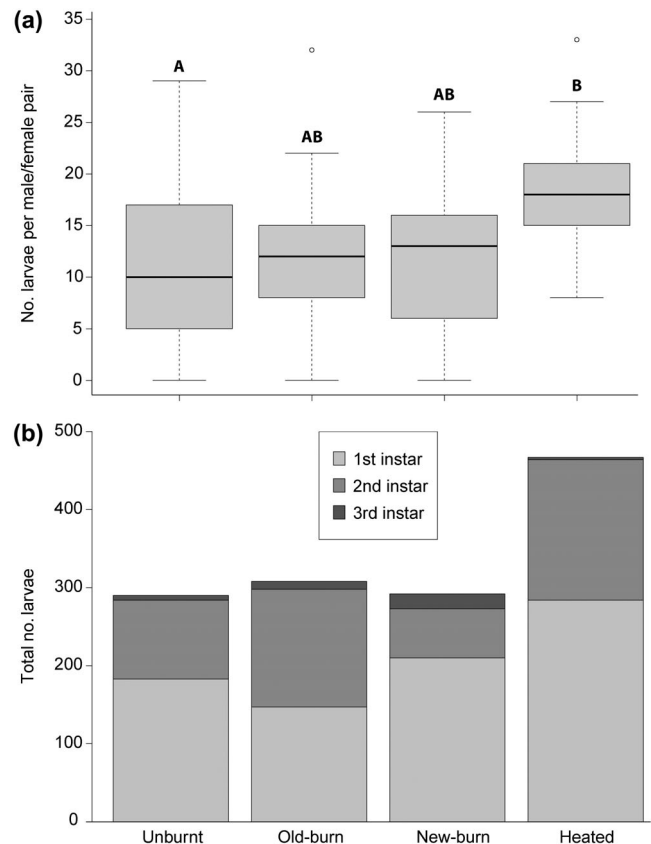 (a)
No. larvae per male/female pair
35
30
25
20
15
10
5
0
A
AB
AB
B
(b)
Total no. larvae
500
400
300
200
100
0
1st instar
2nd instar
3rd instar
Unburnt Old-burn New-burn Heated